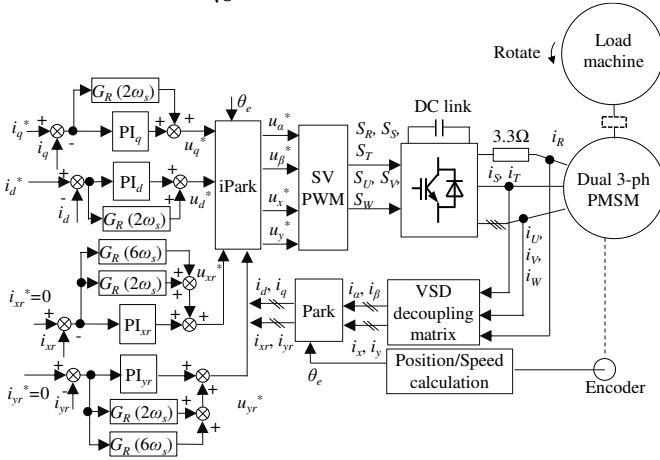 √3
Rotate
Load
machine
G_R (2ω_s)
θ_e
DC link
3.3Ω
i_R
i_q*
+
-
i_q
PI_q
+
+
u_q*
u_α*
S_R, S_S,
S_T
i_S, i_T
i_d*
+
-
i_d
PI_d
+
+
u_d*
G_R (2ω_s)
iPark
u_β*
u_x*
u_y*
SV
PWM
S_U, S_V,
S_W
Dual 3-ph
PMSM
i_U,
i_V,
i_W
G_R (6ω_s)
G_R (2ω_s)
+
+
u_xr*
i_xr*=0
+
-
i_xr
PI_xr
+
+
i_d, i_q
i_xr, i_yr
Park
i_α, i_β
i_x, i_y
VSD
decoupling
matrix
i_yr*=0
+
-
i_yr
PI_yr
+
+
u_yr*
G_R (2ω_s)
+
+
G_R (6ω_s)
θ_e
Position/Speed
calculation
Encoder